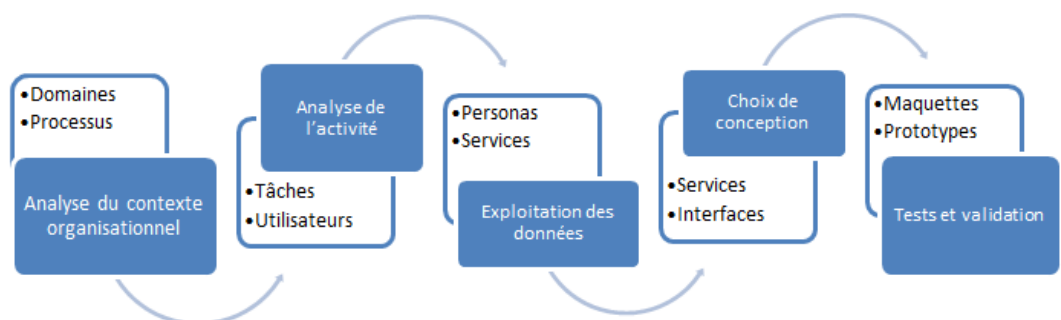 •Domaines
•Processus
Analyse du contexte
organisationnel
Analyse de
l'activité
•Tâches
•Utilisateurs
•Personas
•Services
Exploitation des
données
Choix de
conception
•Services
•Interfaces
•Maquettes
•Prototypes
Tests et validation